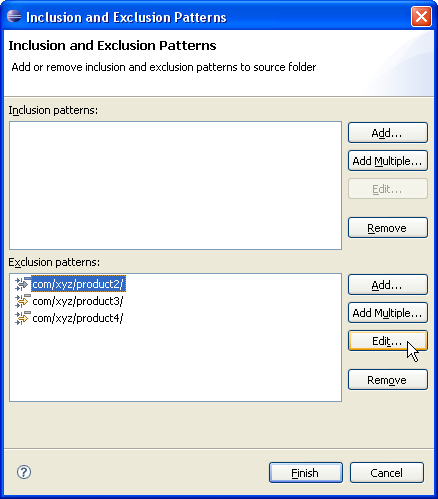 Inclusion and Exclusion Patterns
Inclusion and Exclusion Patterns
Add or remove inclusion and exclusion patterns to source folder
Inclusion patterns:
Add...
Add Multiple...
Edit...
Remove
Exclusion patterns:
com/xyz/product2/
com/xyz/product3/
com/xyz/product4/
Add...
Add Multiple...
Edit...
Remove
?
Finish
Cancel